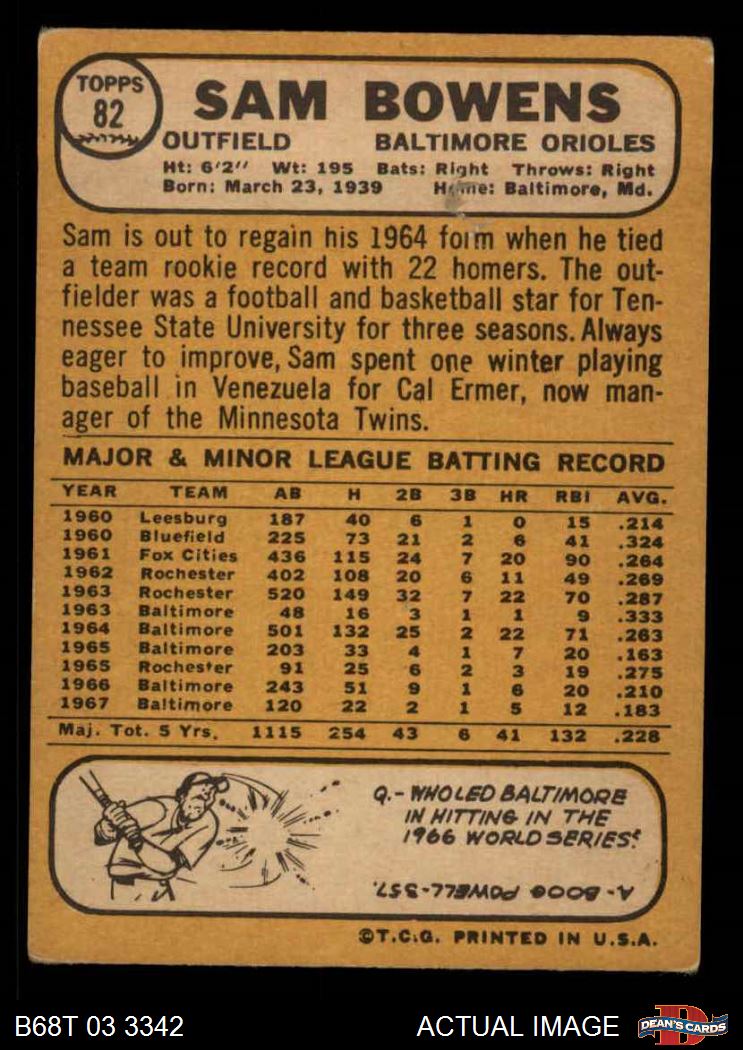 TOPPS
82
SAM BOWENS
OUTFIELD BALTIMORE ORIOLES
Ht: 6'2'' Wt: 195 Bats: Right Throws: Right
Born: March 23, 1939 Home: Baltimore, Md.
Sam is out to regain his 1964 form when he tied
a team rookie record with 22 homers. The out-
fielder was a football and basketball star for Ten-
nessee State University for three seasons. Always
eager to improve, Sam spent one winter playing
baseball in Venezuela for Cal Ermer, now man-
ager of the Minnesota Twins.
MAJOR & MINOR LEAGUE BATTING RECORD
YEAR TEAM AB H 2B 3B HR RBI AVG.
1960 Leesburg 187 40 6 1 0 15 .214
1960 Bluefield 225 73 21 2 6 41 .324
1961 Fox Cities 436 115 24 7 20 90 .264
1962 Rochester 402 108 20 6 11 49 .269
1963 Rochester 520 149 32 7 22 70 .287
1963 Baltimore 48 16 3 1 1 9 .333
1964 Baltimore 501 132 25 2 22 71 .263
1965 Baltimore 203 33 4 1 7 20 .163
1965 Rochester 91 25 6 2 3 19 .275
1966 Baltimore 243 51 9 1 6 20 .210
1967 Baltimore 120 22 2 1 5 12 .183
Maj. Tot. 5 Yrs. 1115 254 43 6 41 132 .228
Q.- WHO LED BALTIMORE
IN HITTING IN THE
1966 WORLD SERIES?
A- BOOG POWELL-357.
©T.C.G. PRINTED IN U.S.A.
B68T 03 3342 ACTUAL IMAGE
D
DEAN'S CARDS